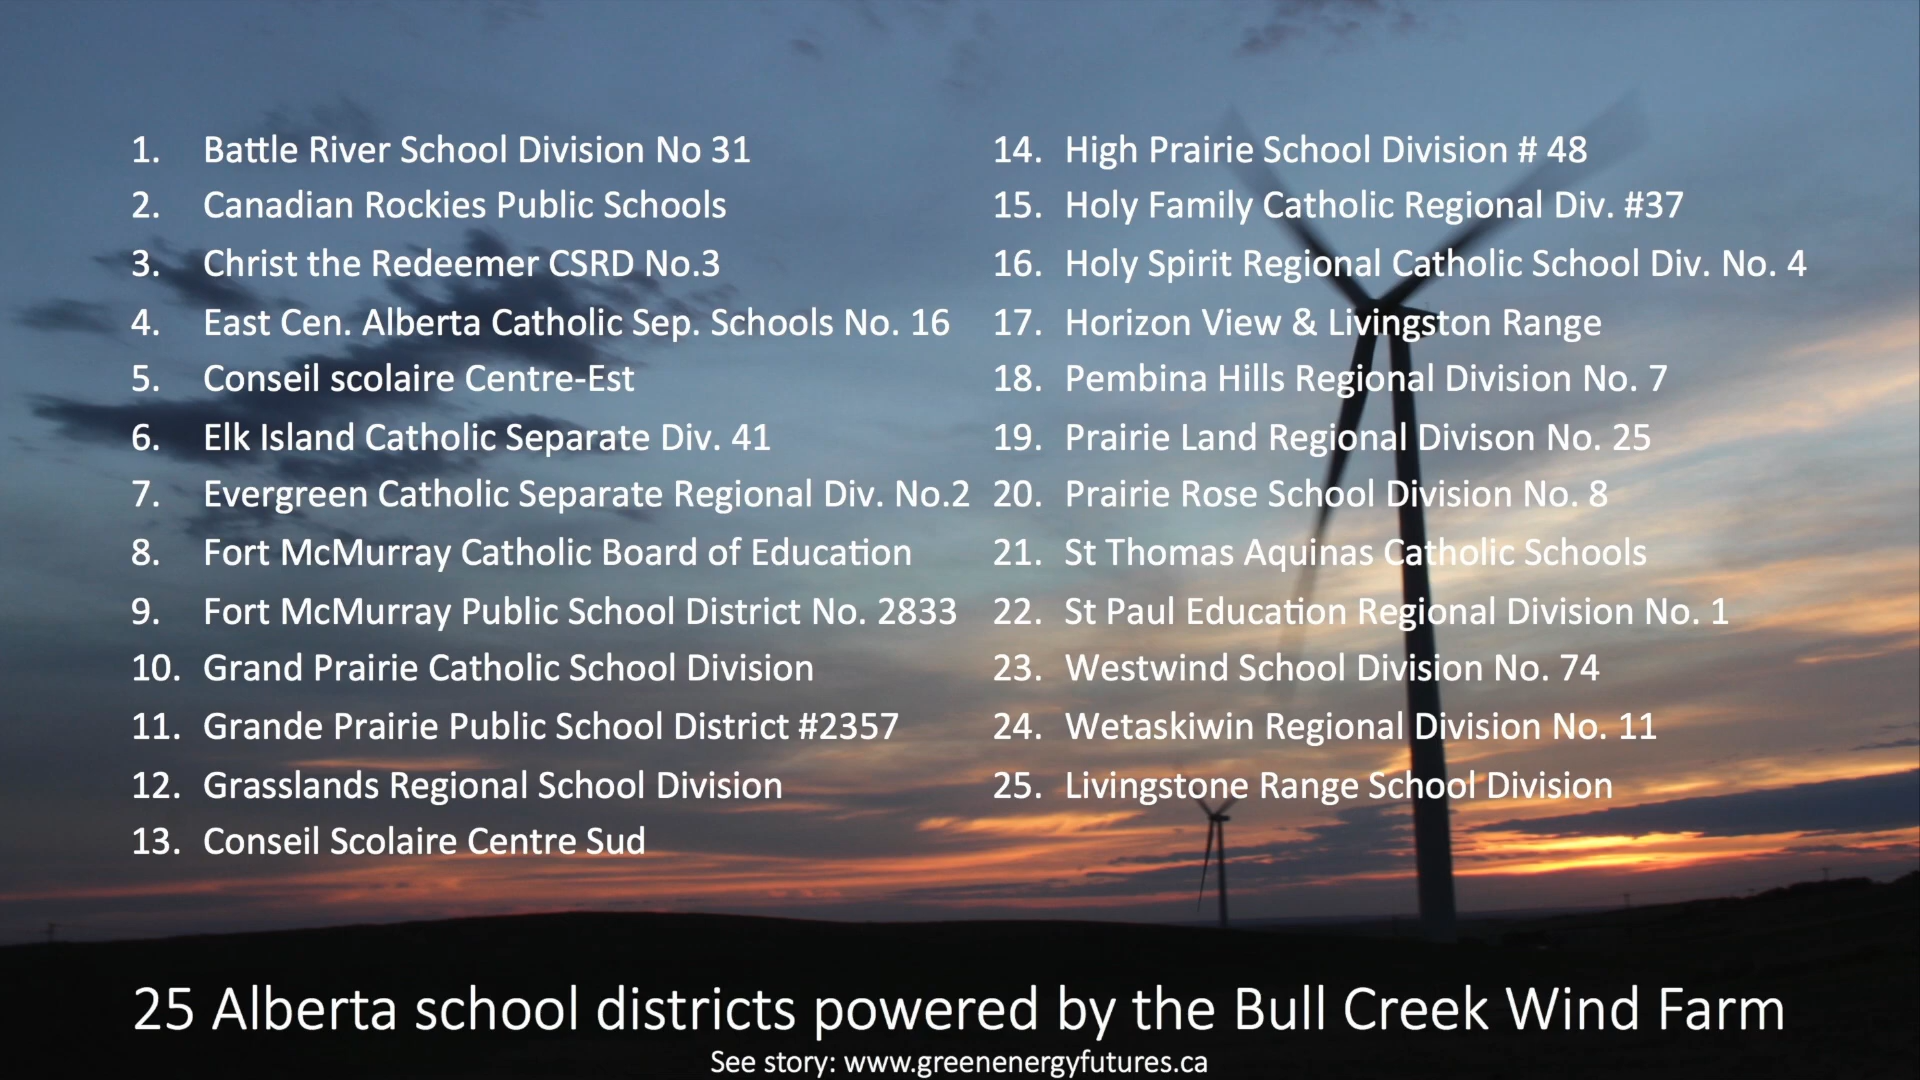 1. Battle River School Division No 31
2. Canadian Rockies Public Schools
3. Christ the Redeemer CSRD No.3
4. East Cen. Alberta Catholic Sep. Schools No. 16
5. Conseil scolaire Centre-Est
6. Elk Island Catholic Separate Div. 41
7. Evergreen Catholic Separate Regional Div. No.2
8. Fort McMurray Catholic Board of Education
9. Fort McMurray Public School District No. 2833
10. Grand Prairie Catholic School Division
11. Grande Prairie Public School District #2357
12. Grasslands Regional School Division
13. Conseil Scolaire Centre Sud
14. High Prairie School Division # 48
15. Holy Family Catholic Regional Div. #37
16. Holy Spirit Regional Catholic School Div. No. 4
17. Horizon View & Livingston Range
18. Pembina Hills Regional Division No. 7
19. Prairie Land Regional Divison No. 25
20. Prairie Rose School Division No. 8
21. St Thomas Aquinas Catholic Schools
22. St Paul Education Regional Division No. 1
23. Westwind School Division No. 74
24. Wetaskiwin Regional Division No. 11
25. Livingstone Range School Division
25 Alberta school districts powered by the Bull Creek Wind Farm
See story: www.greenenergyfutures.ca